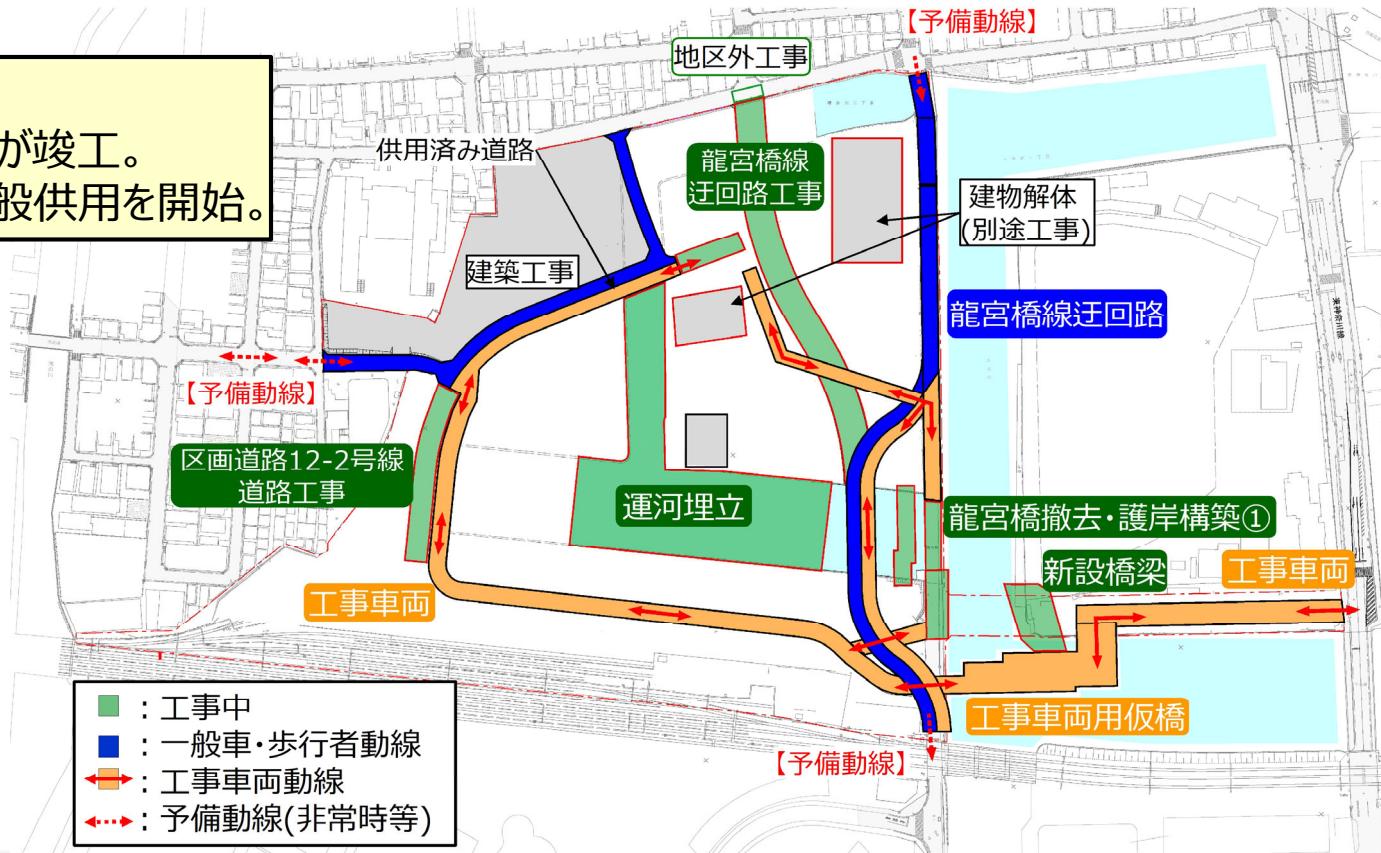 【予備動線】
地区外工事
が竣工。
般供用を開始。
供用済み道路
龍宮橋線
迂回路工事
建物解体
(別途工事)
建築工事
龍宮橋線迂回路
東神奈川線
【予備動線】
区画道路12-2号線
道路工事
運河埋立
龍宮橋撤去・護岸構築①
新設橋梁
工事車両
工事車両
工事車両用仮橋
【予備動線】
：工事中
：一般車・歩行者動線
：工事車両動線
：予備動線(非常時等)